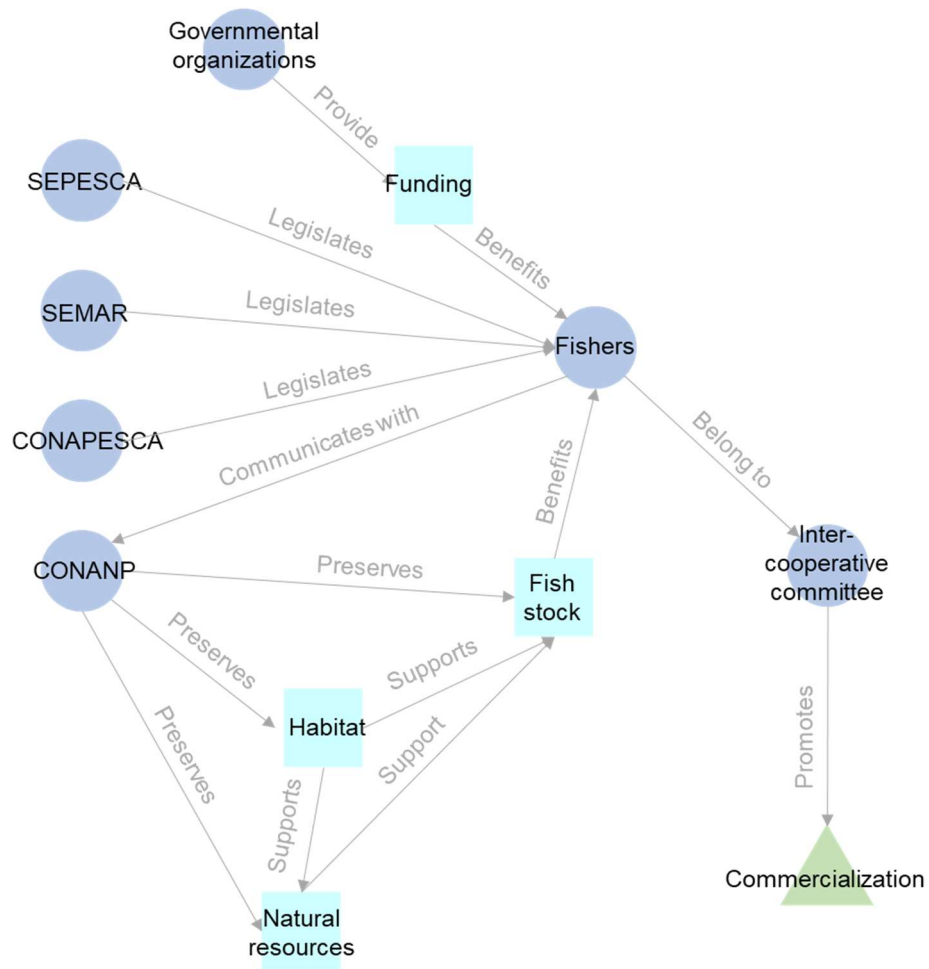 Governmental
organizations
Provide
SEPESCA
Funding
Legislates
Benefits
SEMAR
Legislates
Fishers
Legislates
CONAPESCA
Communicates with
Belong to
Benefits
CONANP
Preserves
Inter-
cooperative
committee
Fish
stock
Preserves
Supports
Habitat
Preserves
Support
Supports
Promotes
Commercialization
Natural
resources